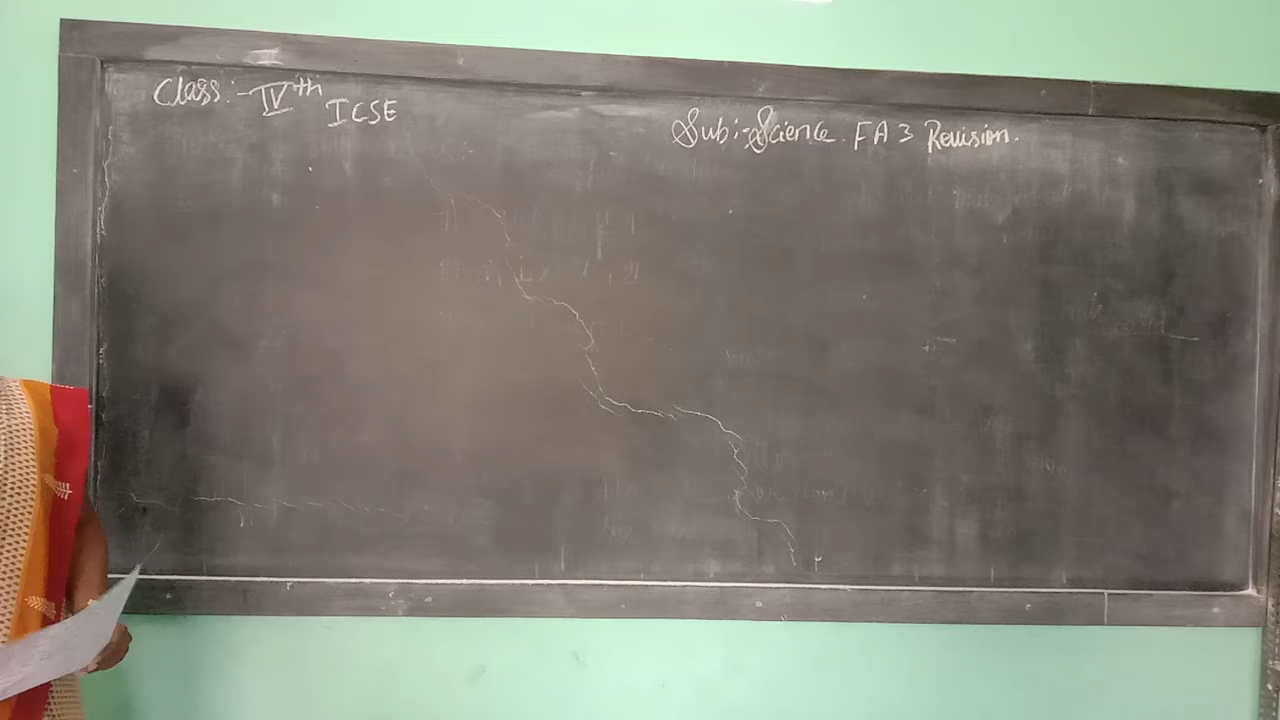 Class:- IVth ICSE
Sub:- Science. FA 3 Revision.